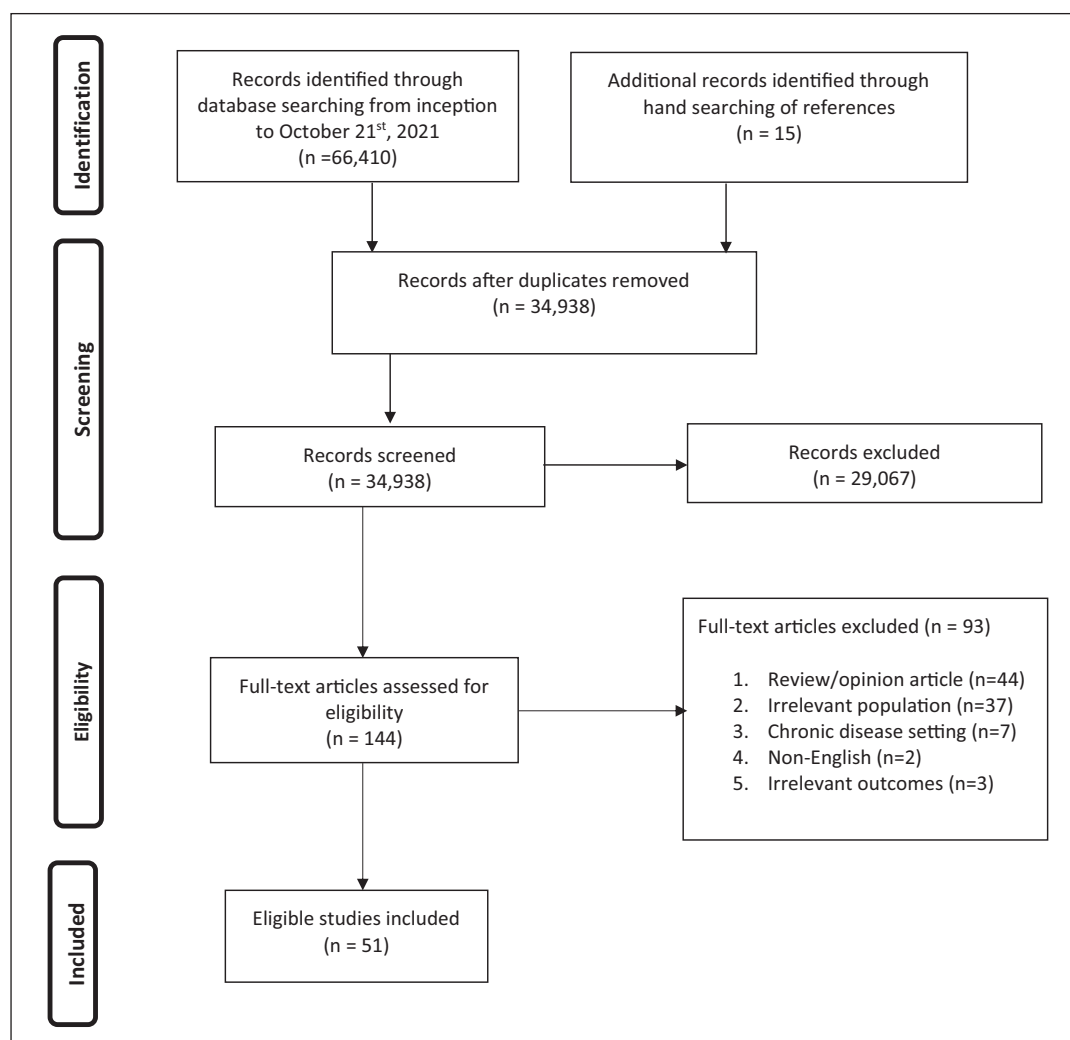 Identification
Records identified through
database searching from inception
to October 21st, 2021
(n =66,410)
Additional records identified through
hand searching of references
(n = 15)
Screening
Records after duplicates removed
(n = 34,938)
Records screened
(n = 34,938)
Records excluded
(n = 29,067)
Eligibility
Full-text articles assessed for
eligibility
(n = 144)
Full-text articles excluded (n = 93)
1. Review/opinion article (n=44)
2. Irrelevant population (n=37)
3. Chronic disease setting (n=7)
4. Non-English (n=2)
5. Irrelevant outcomes (n=3)
Included
Eligible studies included
(n = 51)